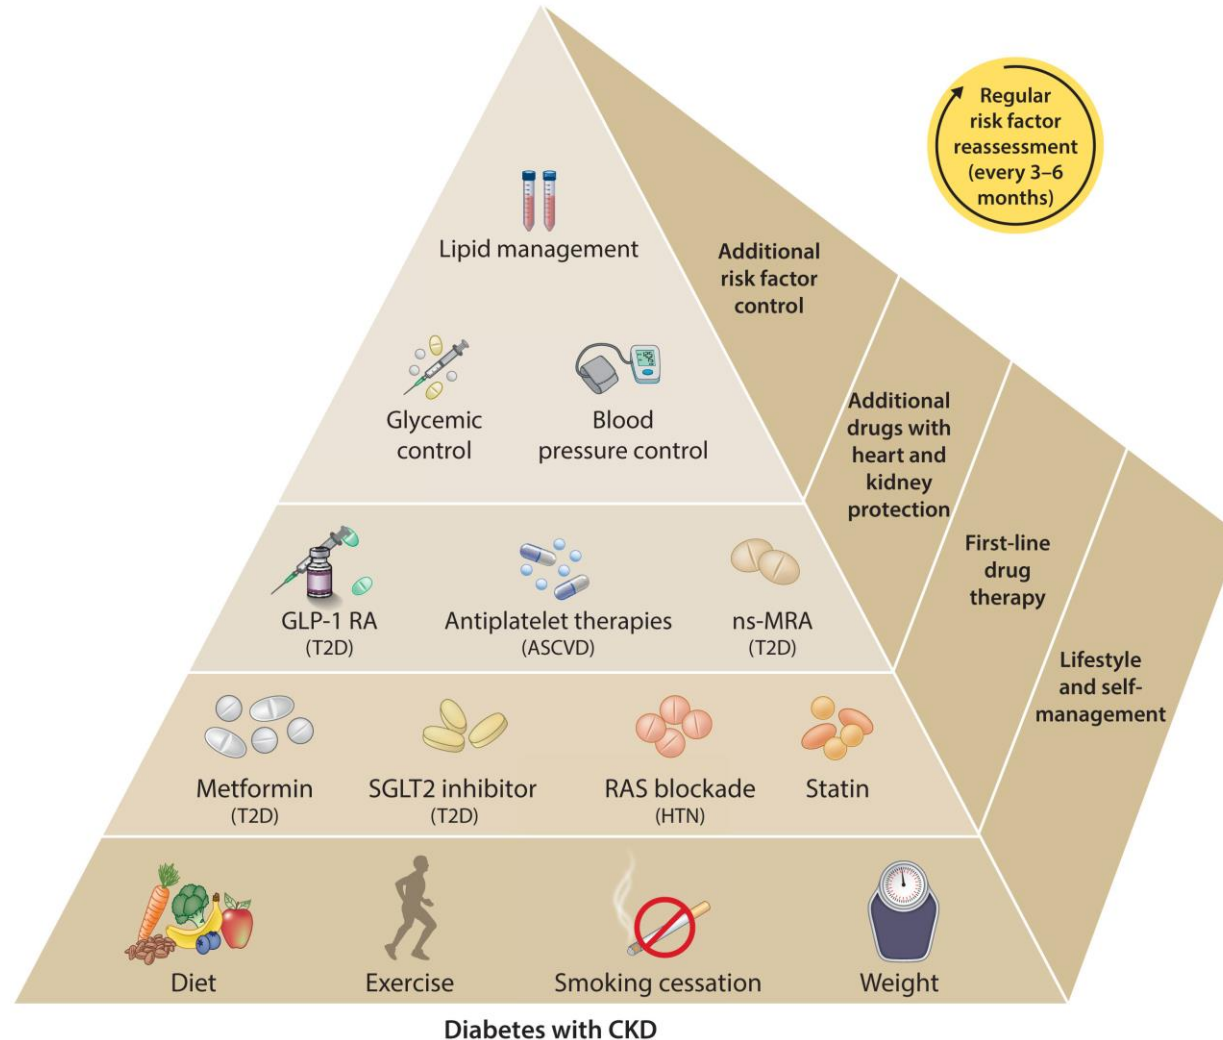 Regular
risk factor
reassessment
(every 3–6
months)
Lipid management
Additional
risk factor
control
Glycemic
control
Blood
pressure control
Additional
drugs with
heart and
kidney
protection
GLP-1 RA
(T2D)
Antiplatelet therapies
(ASCVD)
ns-MRA
(T2D)
First-line
drug
therapy
Metformin
(T2D)
SGLT2 inhibitor
(T2D)
RAS blockade
(HTN)
Statin
Lifestyle
and self-
management
Diet
Exercise
Smoking cessation
Weight
Diabetes with CKD